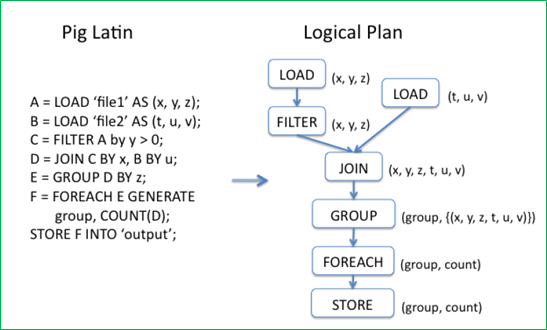 Pig Latin
A = LOAD ‘file1’ AS (x, y, z);
B = LOAD ‘file2’ AS (t, u, v);
C = FILTER A by y > 0;
D = JOIN C BY x, B BY u;
E = GROUP D BY z;
F = FOREACH E GENERATE
group, COUNT(D);
STORE F INTO ‘output’;
Logical Plan
LOAD (x, y, z)
LOAD (t, u, v)
FILTER (x, y, z)
JOIN (x, y, z, t, u, v)
GROUP (group, {(x, y, z, t, u, v)})
FOREACH (group, count)
STORE (group, count)